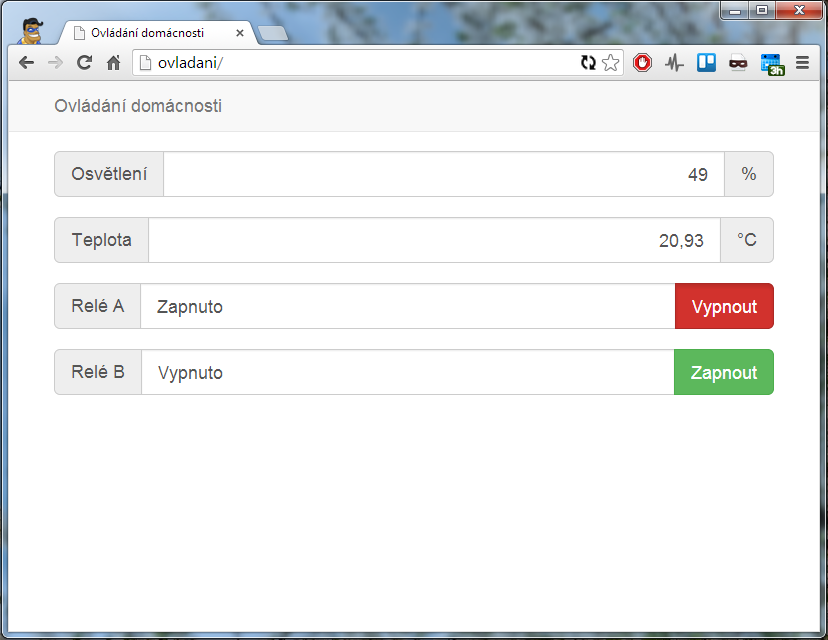 Ovládání domácnosti
ovladani/
3h
Ovládání domácnosti
Osvětlení 49 %
Teplota 20,93 °C
Relé A Zapnuto Vypnout
Relé B Vypnuto Zapnout